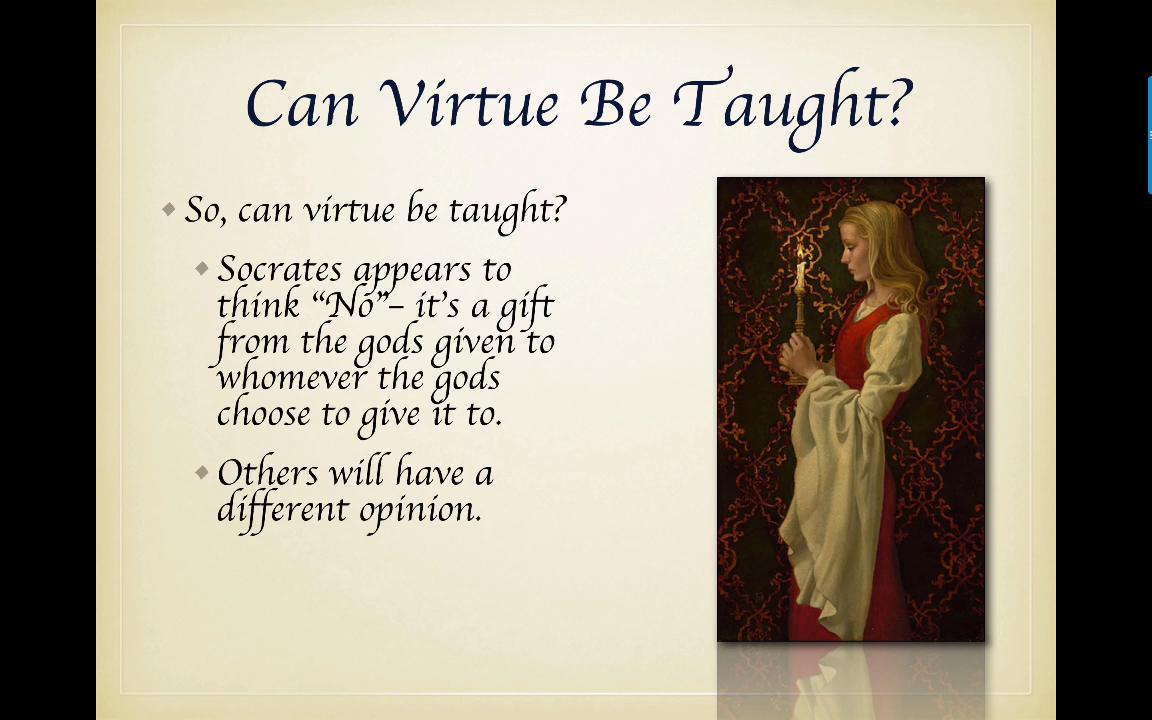 Can Virtue Be Taught?
So, can virtue be taught?
Socrates appears to
think “No”– it's a gift
from the gods given to
whomever the gods
choose to give it to.
Others will have a
different opinion.